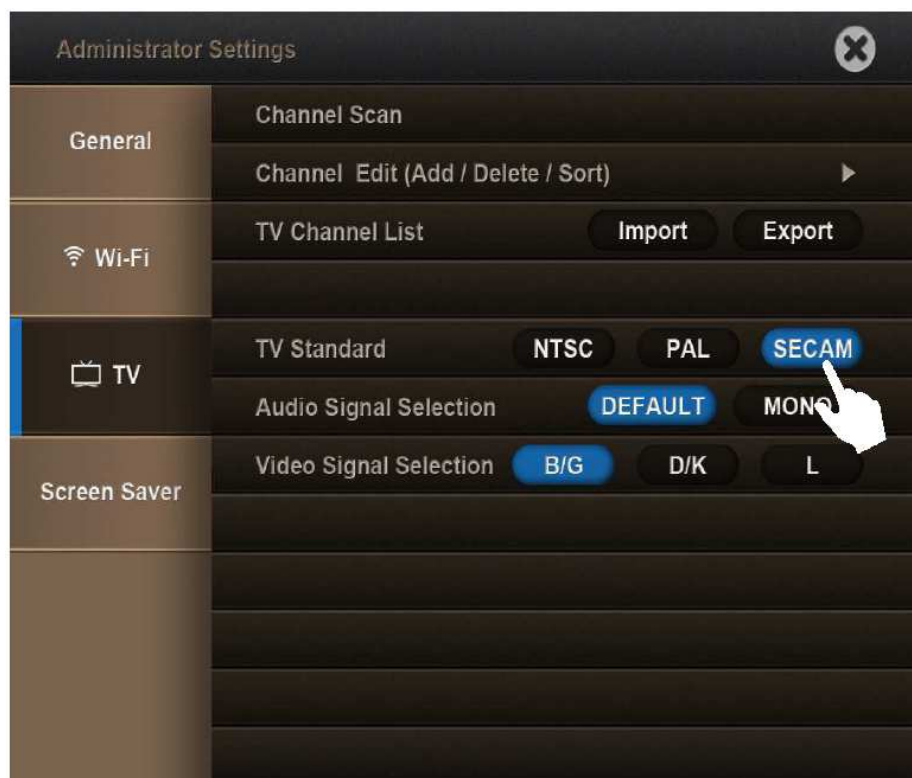 Administrator Settings
General
Wi-Fi
TV
Screen Saver
Channel Scan
Channel Edit (Add / Delete / Sort)
TV Channel List Import Export
TV Standard NTSC PAL SECAM
Audio Signal Selection DEFAULT MONO
Video Signal Selection B/G D/K L